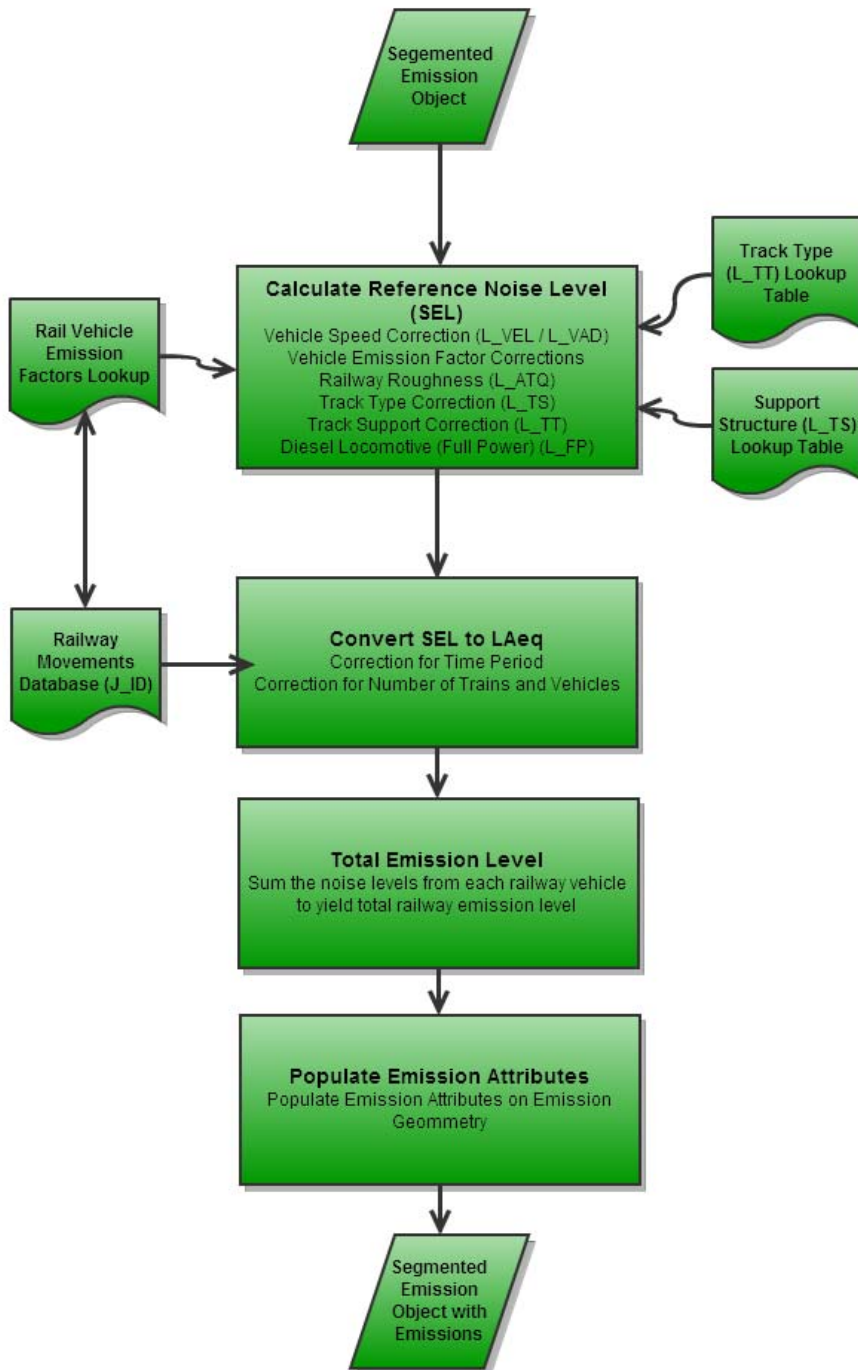 Segemented
Emission
Object
Track Type
(L_TT) Lookup
Table
Calculate Reference Noise Level
(SEL)
Vehicle Speed Correction (L_VEL / L_VAD)
Vehicle Emission Factor Corrections
Railway Roughness (L_ATQ)
Track Type Correction (L_TS)
Track Support Correction (L_TT)
Diesel Locomotive (Full Power) (L_FP)
Rail Vehicle
Emission
Factors Lookup
Support
Structure (L_TS)
Lookup Table
Railway
Movements
Database (J_ID)
Convert SEL to LAeq
Correction for Time Period
Correction for Number of Trains and Vehicles
Total Emission Level
Sum the noise levels from each railway vehicle
to yield total railway emission level
Populate Emission Attributes
Populate Emission Attributes on Emission
Geommetry
Segmented
Emission
Object with
Emissions